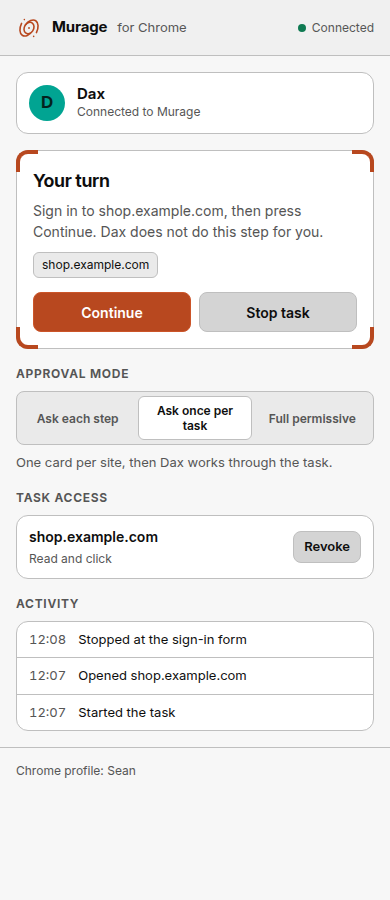 Murage for Chrome
Connected
D
Dax
Connected to Murage
Your turn
Sign in to shop.example.com, then press
Continue. Dax does not do this step for you.
shop.example.com
Continue
Stop task
APPROVAL MODE
Ask each step
Ask once per
task
Full permissive
One card per site, then Dax works through the task.
TASK ACCESS
shop.example.com
Read and click
Revoke
ACTIVITY
12:08 Stopped at the sign-in form
12:07 Opened shop.example.com
12:07 Started the task
Chrome profile: Sean